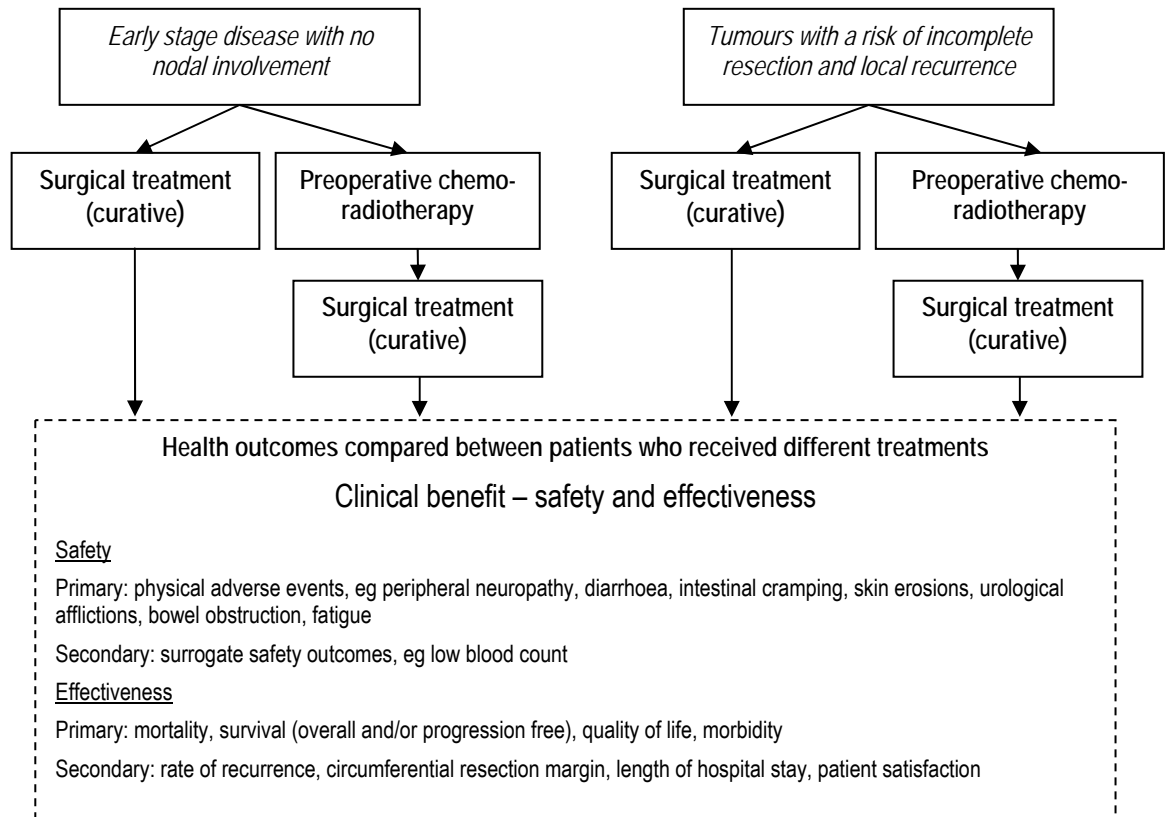 Early stage disease with no
nodal involvement
Tumours with a risk of incomplete
resection and local recurrence
Surgical treatment
(curative)
Preoperative chemo-
radiotherapy
Surgical treatment
(curative)
Preoperative chemo-
radiotherapy
Surgical treatment
(curative)
Surgical treatment
(curative)
Health outcomes compared between patients who received different treatments
Clinical benefit – safety and effectiveness
Safety
Primary: physical adverse events, eg peripheral neuropathy, diarrhoea, intestinal cramping, skin erosions, urological
afflictions, bowel obstruction, fatigue
Secondary: surrogate safety outcomes, eg low blood count
Effectiveness
Primary: mortality, survival (overall and/or progression free), quality of life, morbidity
Secondary: rate of recurrence, circumferential resection margin, length of hospital stay, patient satisfaction